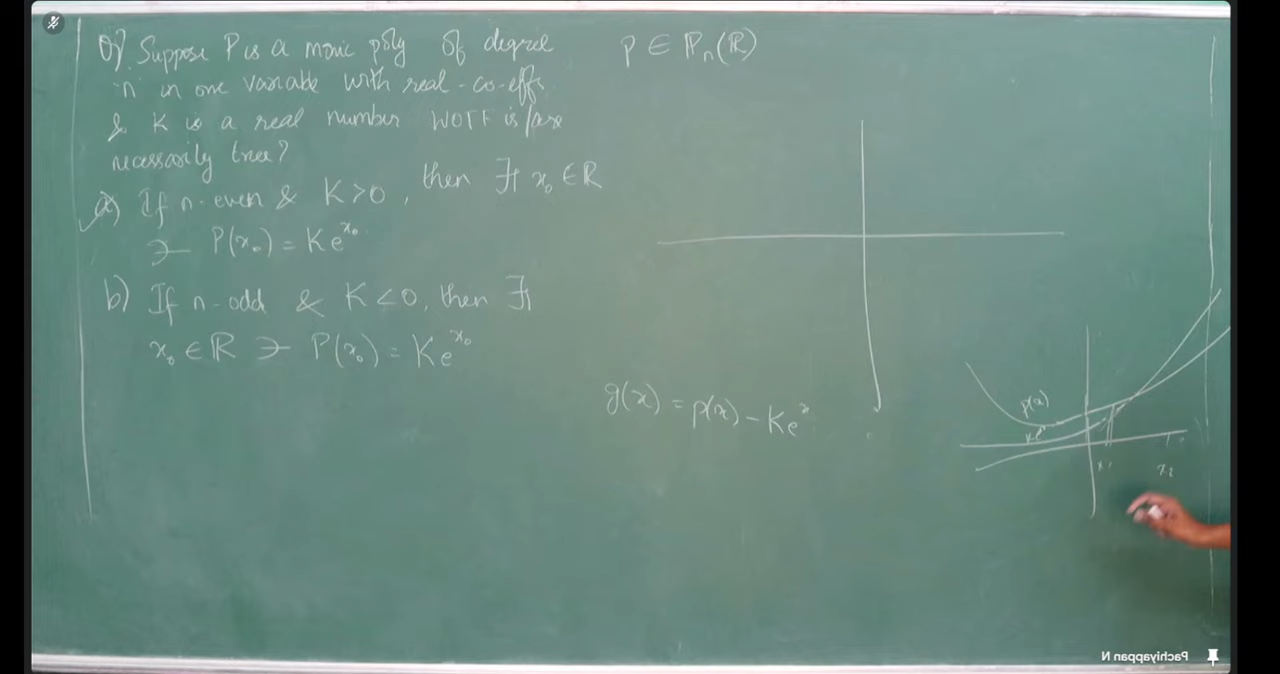 Q) Suppose P is a monic poly of degree
'n' in one variable with real-co-effs.
& K is a real number WOTF is/are
necessarily true?
a) If n-even & K>0, then ∃ x₀ ∈ ℝ
∋ P(x₀) = Ke^x₀.
b) If n-odd & K<0, then ∃
x₀ ∈ ℝ ∋ P(x₀) = Ke^x₀
p ∈ ℙₙ(ℝ)
g(x) = p(x) - Ke^x
p(x)
Ke^x
x₁
x₂
Pachiyappan N